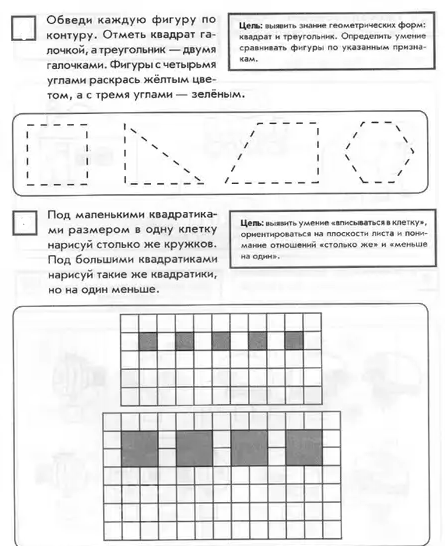 Обведи каждую фигуру по
контуру. Отметь квадрат га-
лочкой, а треугольник — двумя
галочками. Фигуры с четырьмя
углами раскрась жёлтым цве-
том, а с тремя углами — зелёным.
Цель: выявить знание геометрических форм:
квадрат и треугольник. Определить умение
сравнивать фигуры по указанным призна-
кам.
Под маленькими квадратика-
ми размером в одну клетку
нарисуй столько же кружков.
Под большими квадратиками
нарисуй такие же квадратики,
но на один меньше.
Цель: выявить умение «вписываться в клетку»,
ориентироваться на плоскости листа и пони-
мание отношений «столько же» и «меньше
на один».